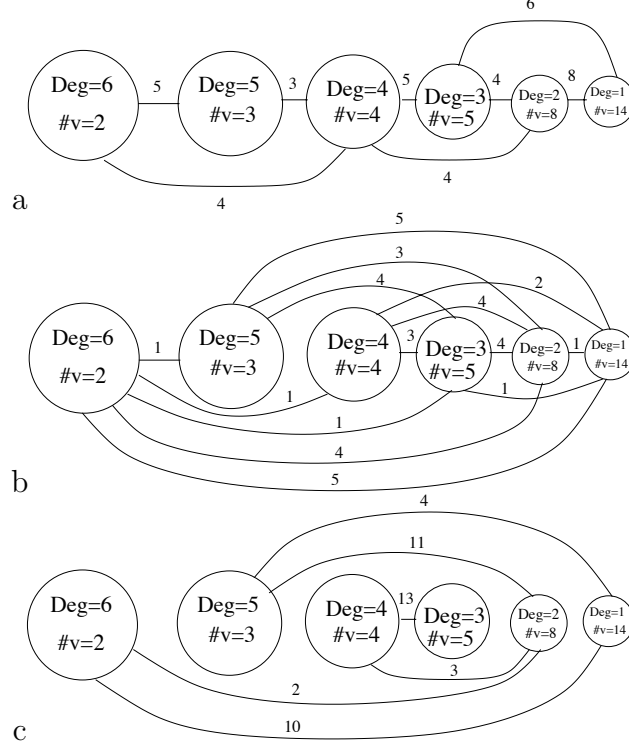 6
5
3
5
4
8
Deg=6
#v=2
Deg=5
#v=3
Deg=4
#v=4
Deg=3
#v=5
Deg=2
#v=8
Deg=1
#v=14
4
4
a
5
3
4
2
4
1
3
4
1
Deg=6
#v=2
Deg=5
#v=3
Deg=4
#v=4
Deg=3
#v=5
Deg=2
#v=8
Deg=1
#v=14
1
1
1
4
5
b
4
11
13
Deg=6
#v=2
Deg=5
#v=3
Deg=4
#v=4
Deg=3
#v=5
Deg=2
#v=8
Deg=1
#v=14
3
2
10
c